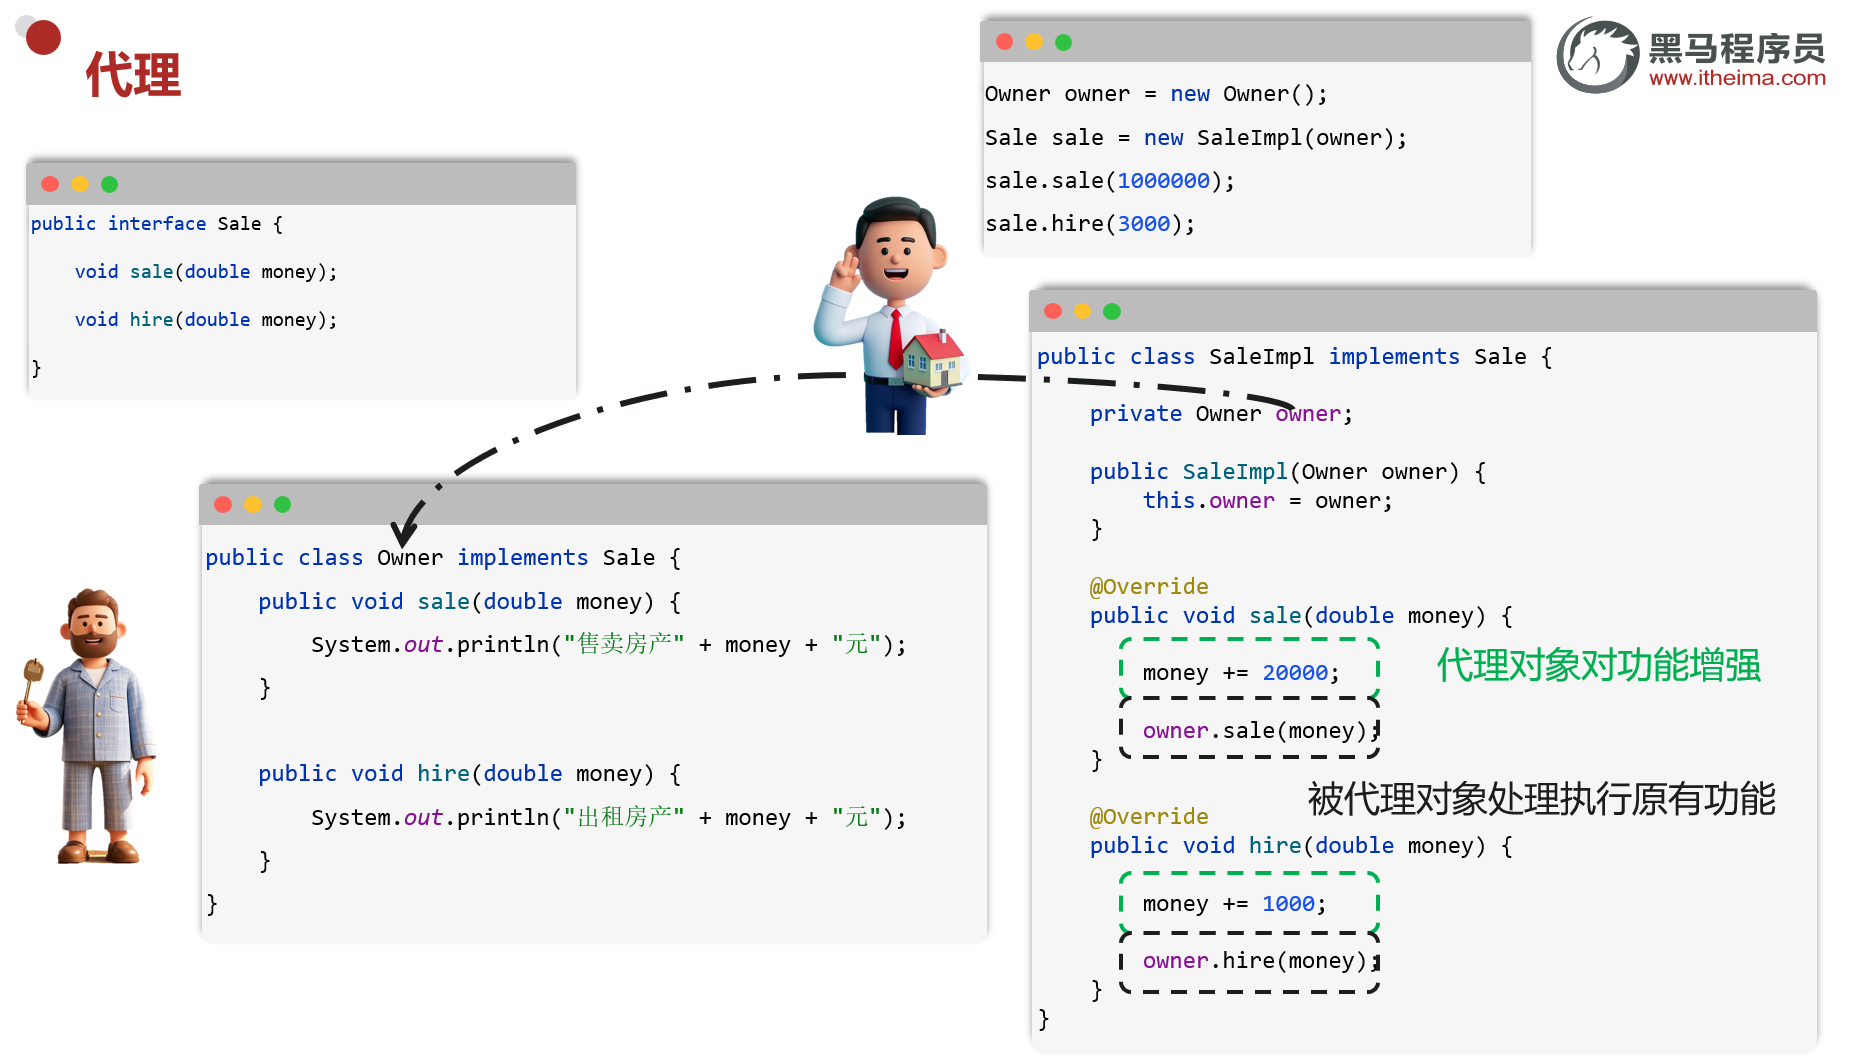 代理
黑马程序员
www.itheima.com
Owner owner = new Owner();
Sale sale = new SaleImpl(owner);
sale.sale(1000000);
sale.hire(3000);
public interface Sale {
void sale(double money);
void hire(double money);
}
public class Owner implements Sale {
public void sale(double money) {
System.out.println("售卖房产" + money + "元");
}
public void hire(double money) {
System.out.println("出租房产" + money + "元");
}
}
public class SaleImpl implements Sale {
private Owner owner;
public SaleImpl(Owner owner) {
this.owner = owner;
}
@Override
public void sale(double money) {
money += 20000;
代理对象对功能增强
owner.sale(money);
}
被代理对象处理执行原有功能
@Override
public void hire(double money) {
money += 1000;
owner.hire(money);
}
}